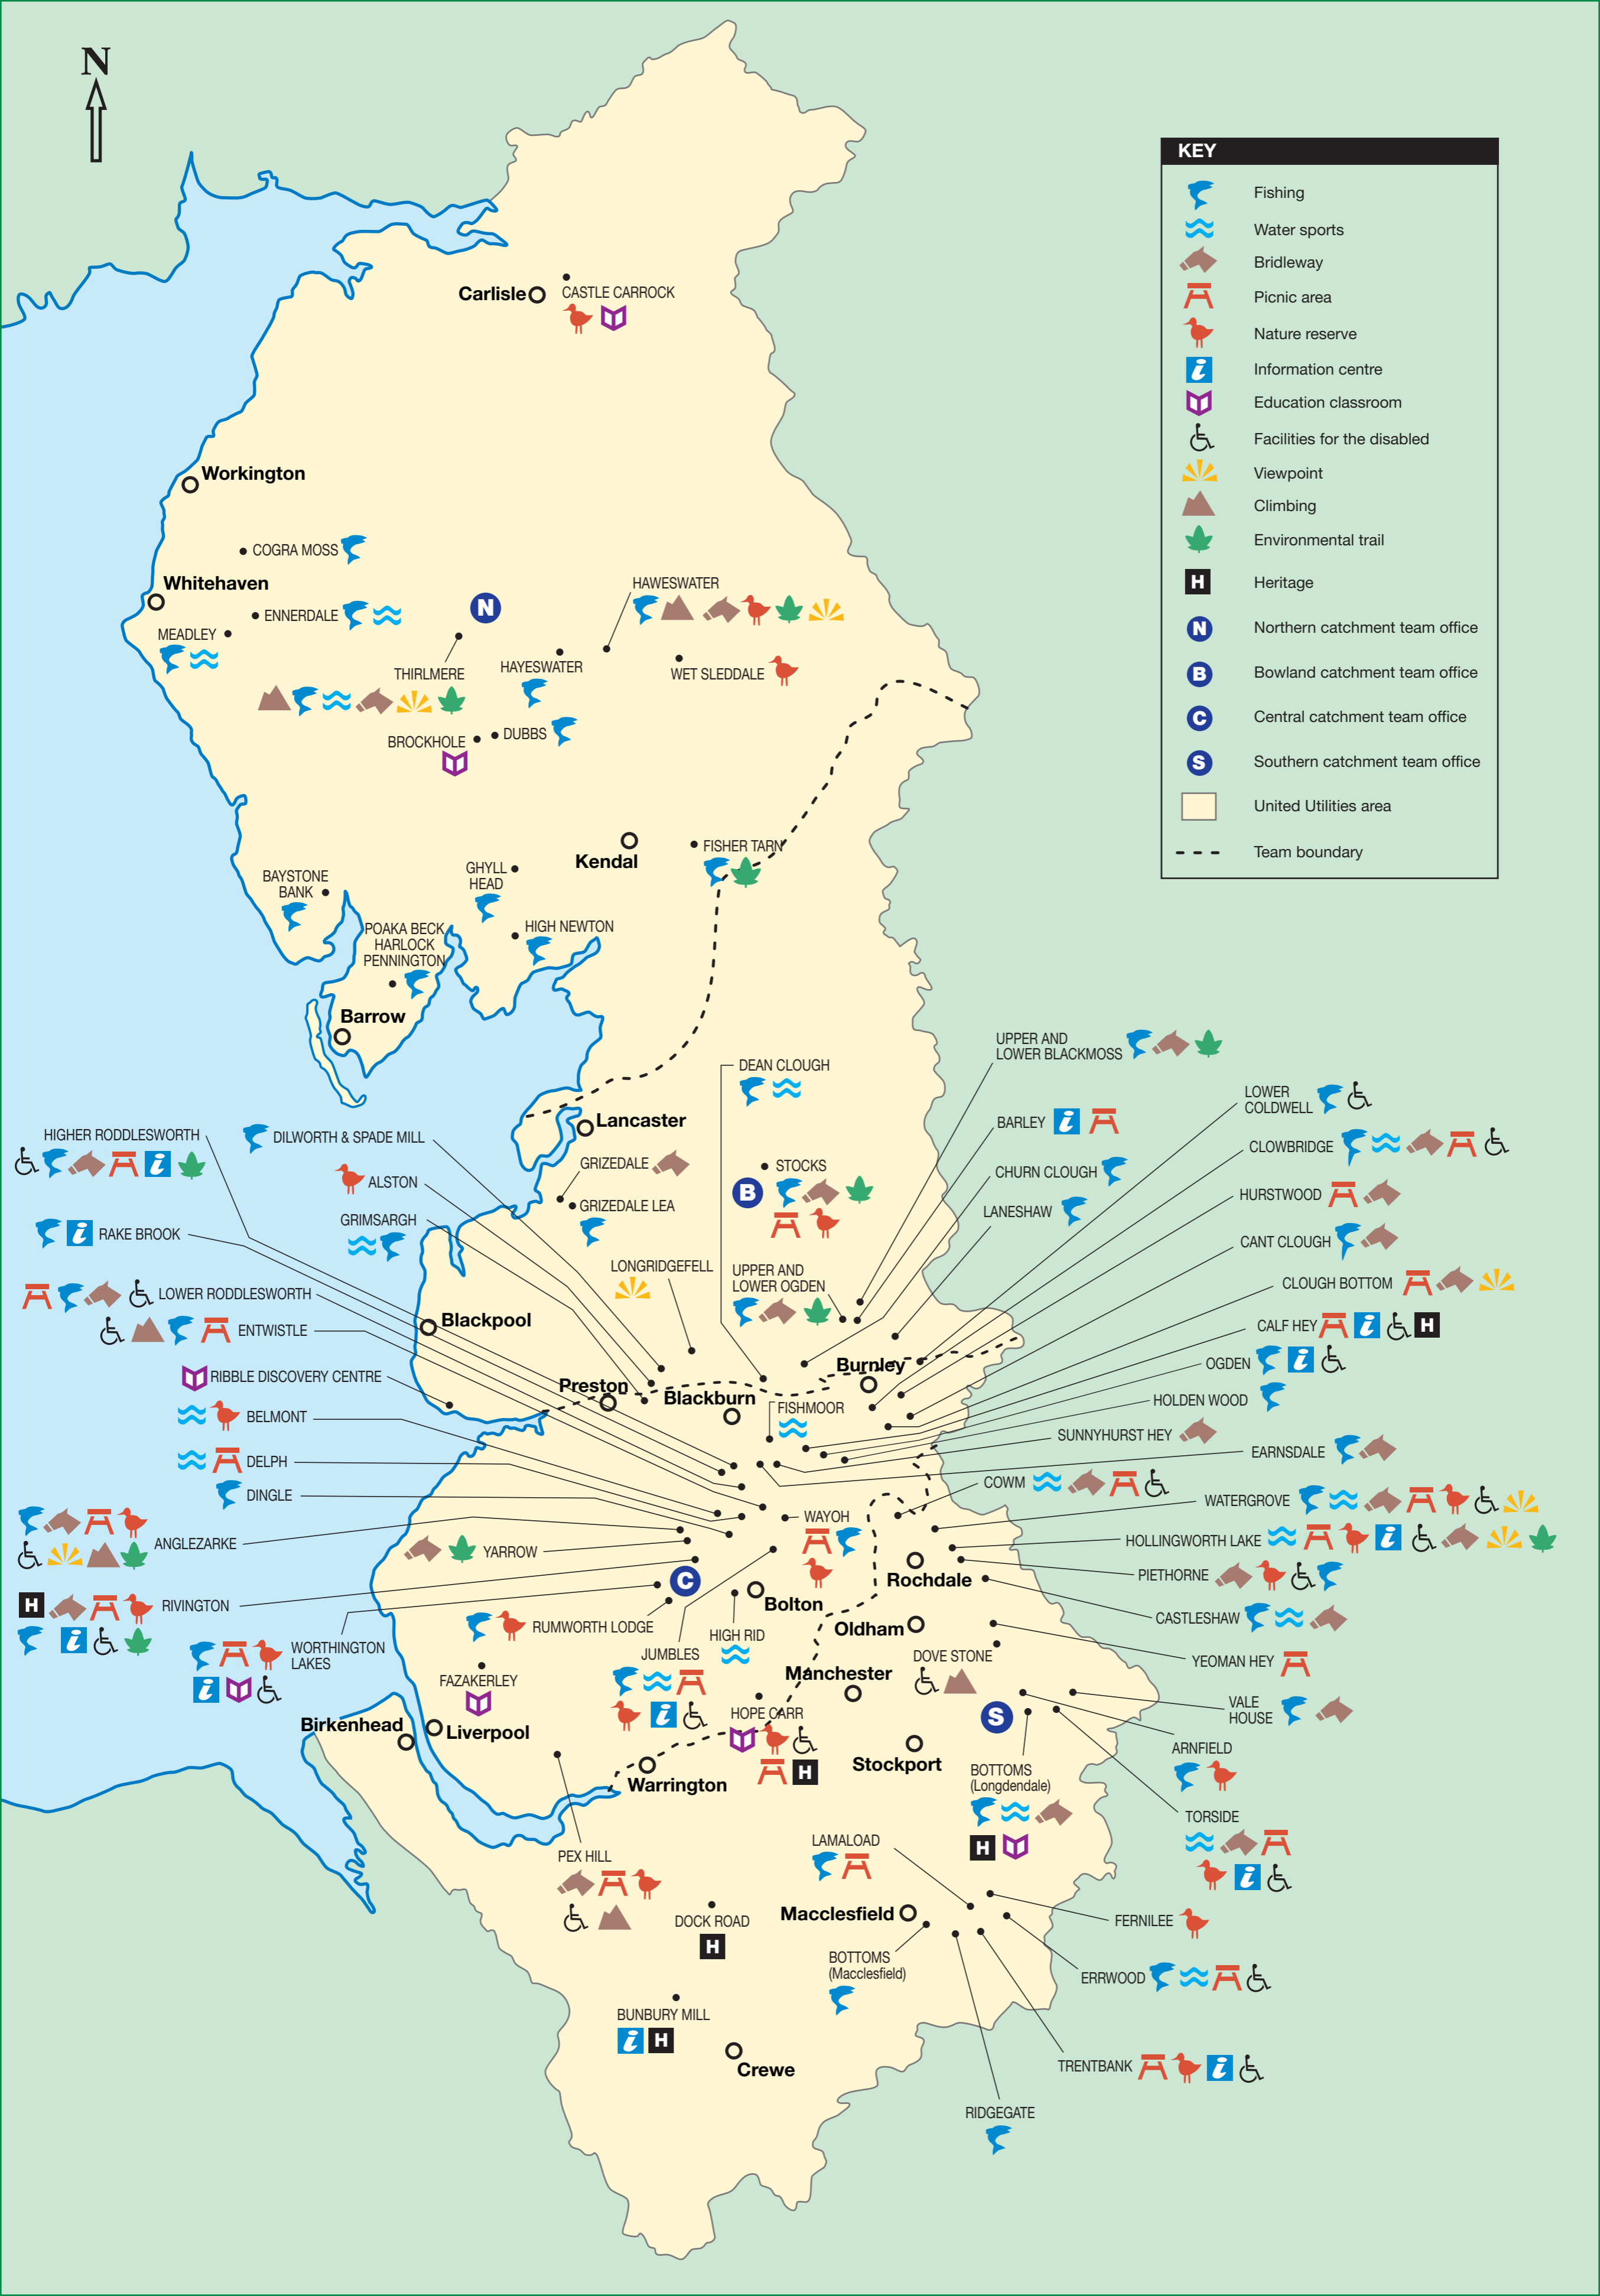 N
KEY
Fishing
Water sports
Bridleway
Picnic area
Nature reserve
i
Information centre
Education classroom
Facilities for the disabled
Viewpoint
Climbing
Environmental trail
H
Heritage
N
Northern catchment team office
B
Bowland catchment team office
C
Central catchment team office
S
Southern catchment team office
United Utilities area
Team boundary
Carlisle
CASTLE CARROCK
Workington
COGRA MOSS
Whitehaven
ENNERDALE
MEADLEY
N
THIRLMERE
HAWESWATER
HAYESWATER
WET SLEDDALE
BROCKHOLE
DUBBS
Kendal
FISHER TARN
GHYLL
HEAD
BAYSTONE
BANK
HIGH NEWTON
POAKA BECK
HARLOCK
PENNINGTON
Barrow
DEAN CLOUGH
UPPER AND
LOWER BLACKMOSS
Lancaster
LOWER
COLDWELL
BARLEY
i
CLOWBRIDGE
HIGHER RODDLESWORTH
i
DILWORTH & SPADE MILL
GRIZEDALE
STOCKS
B
CHURN CLOUGH
ALSTON
GRIZEDALE LEA
LANESHAW
HURSTWOOD
GRIMSARGH
i
RAKE BROOK
CANT CLOUGH
LONGRIDGEFELL
UPPER AND
LOWER OGDEN
CLOUGH BOTTOM
LOWER RODDLESWORTH
Blackpool
ENTWISTLE
CALF HEY
i
H
Burnley
OGDEN
i
RIBBLE DISCOVERY CENTRE
Preston
Blackburn
HOLDEN WOOD
FISHMOOR
BELMONT
SUNNYHURST HEY
EARNSDALE
DELPH
COWM
DINGLE
WATERGROVE
WAYOH
ANGLEZARKE
YARROW
HOLLINGWORTH LAKE
i
Rochdale
PIETHORNE
C
H
RIVINGTON
i
Bolton
CASTLESHAW
RUMWORTH LODGE
Oldham
HIGH RID
WORTHINGTON
LAKES
i
JUMBLES
i
DOVE STONE
YEOMAN HEY
FAZAKERLEY
Manchester
Birkenhead
Liverpool
HOPE CARR
H
S
VALE
HOUSE
ARNFIELD
Stockport
Warrington
BOTTOMS
(Longdendale)
H
TORSIDE
i
PEX HILL
LAMALOAD
DOCK ROAD
H
Macclesfield
FERNILEE
BOTTOMS
(Macclesfield)
ERRWOOD
BUNBURY MILL
i
H
Crewe
TRENTBANK
i
RIDGEGATE